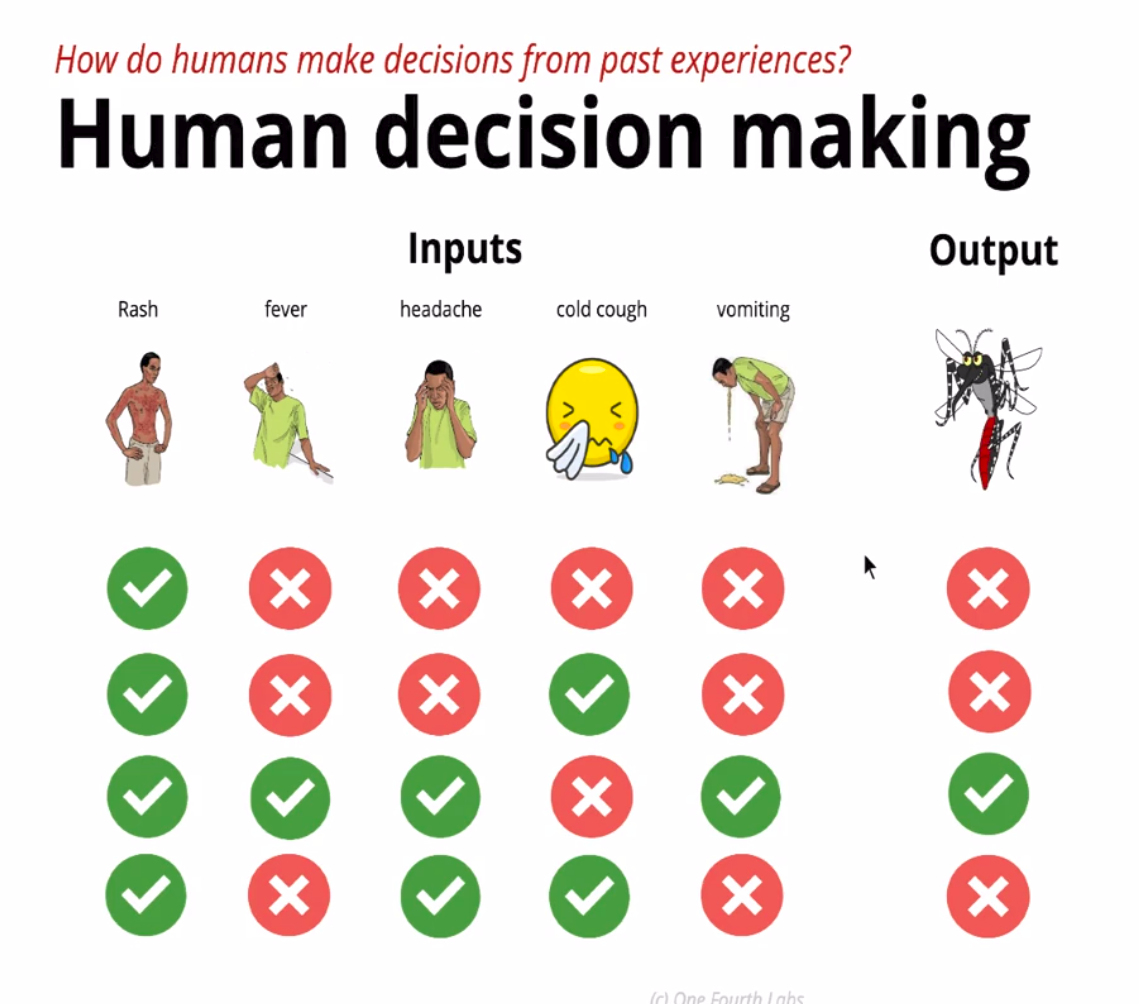 How do humans make decisions from past experiences?
Human decision making
Inputs Output
Rash fever headache cold cough vomiting
(c) One Fourth Labs